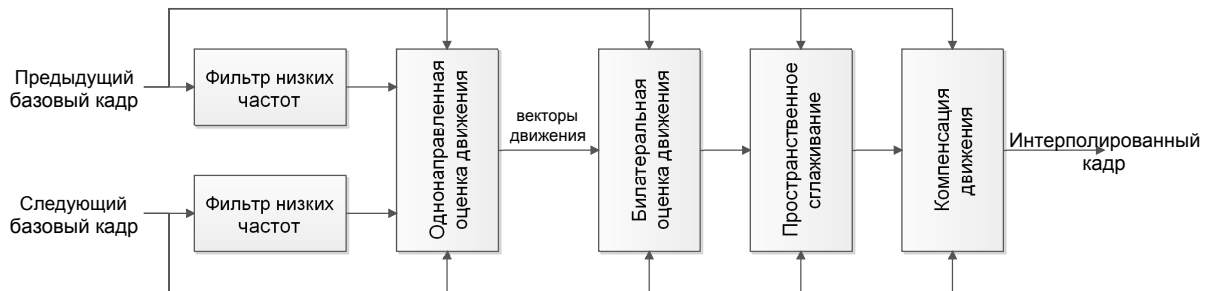 Предыдущий
базовый кадр
Фильтр низких
частот
Следующий
базовый кадр
Фильтр низких
частот
Однонаправленная
оценка движения
векторы
движения
Билатеральная
оценка движения
Пространственное
сглаживание
Компенсация
движения
Интерполированный
кадр